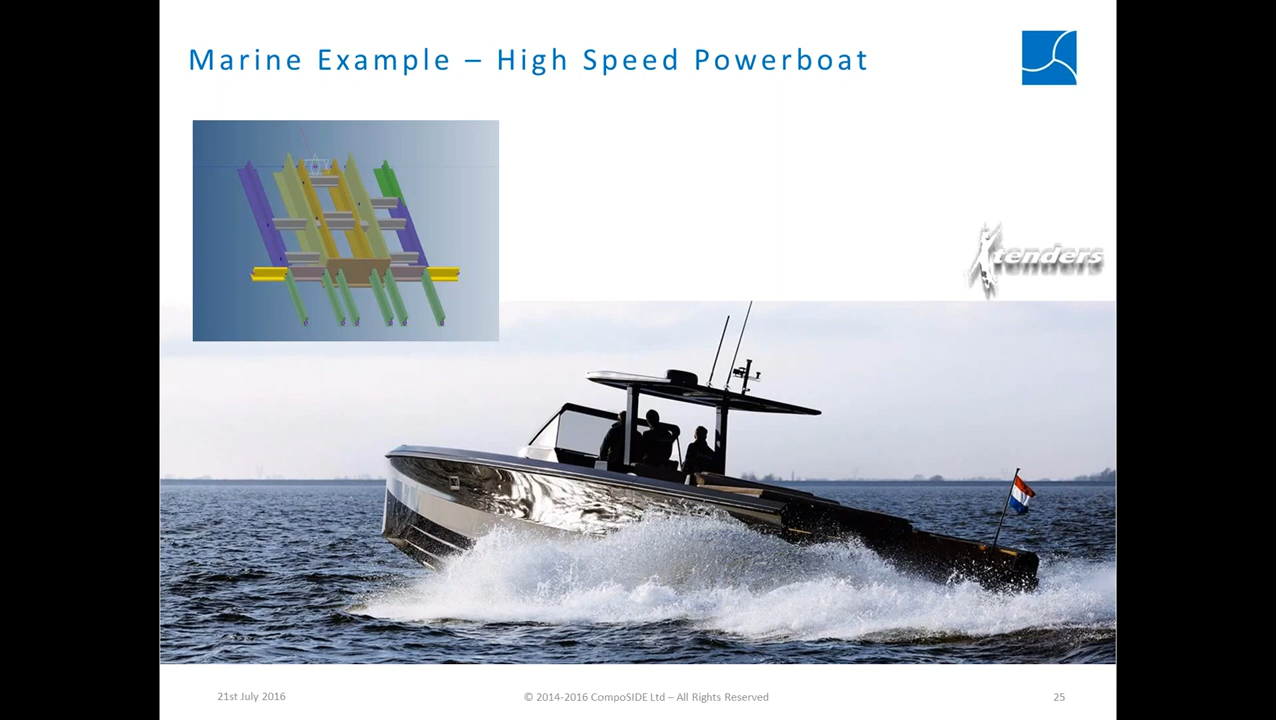 Marine Example – High Speed Powerboat
Xtenders
21st July 2016
© 2014-2016 CompoSIDE Ltd – All Rights Reserved
25